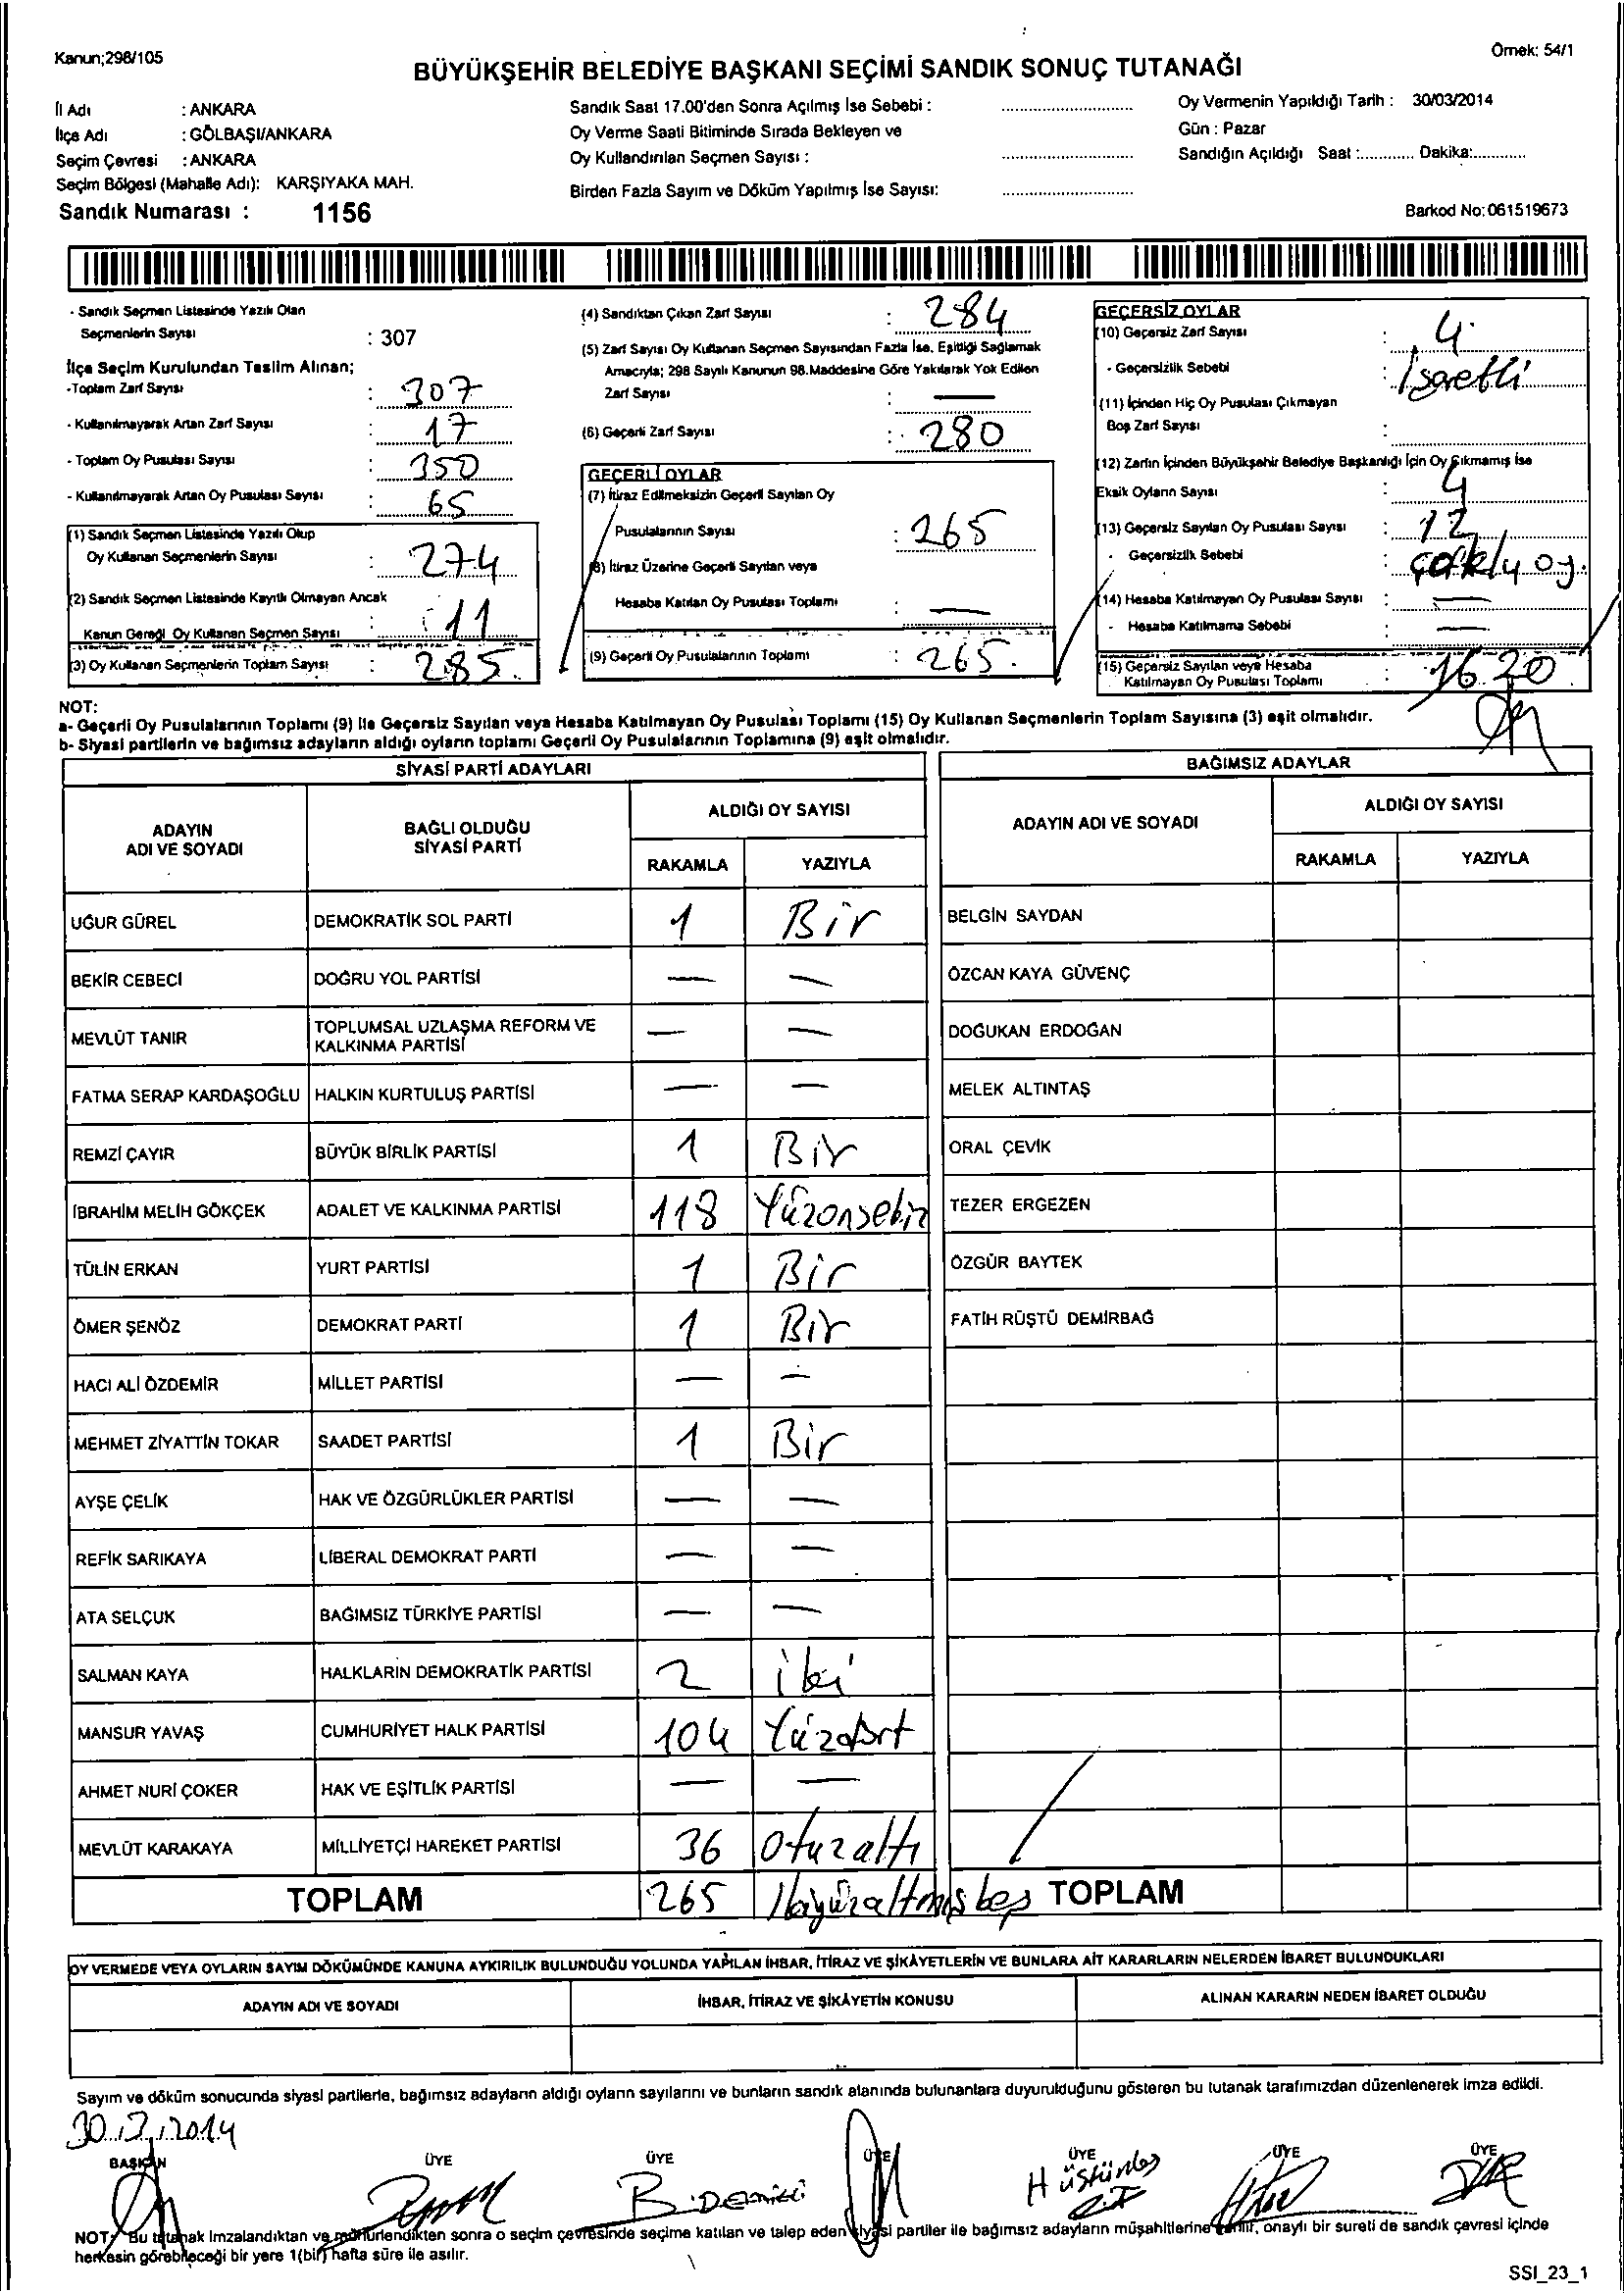 Kanun;298/105
Örnek: 54/1
BÜYÜKŞEHİR BELEDİYE BAŞKANI SEÇİMİ SANDIK SONUÇ TUTANAĞI
İl Adı : ANKARA
İlçe Adı : GÖLBAŞI/ANKARA
Seçim Çevresi : ANKARA
Seçim Bölgesi (Mahalle Adı): KARŞIYAKA MAH.
Sandık Numarası : 1156
Sandık Saat 17.00'den Sonra Açılmış İse Sebebi :
Oy Verme Saati Bitiminde Sırada Bekleyen ve
Oy Kullandırılan Seçmen Sayısı :
Birden Fazla Sayım ve Döküm Yapılmış İse Sayısı:
Oy Vermenin Yapıldığı Tarih : 30/03/2014
Gün : Pazar
Sandığın Açıldığı Saat :............ Dakika:............
Barkod No:061519673
- Sandık Seçmen Listesinde Yazılı Olan
Seçmenlerin Sayısı : 307
İlçe Seçim Kurulundan Teslim Alınan;
-Toplam Zarf Sayısı : 307
- Kullanılmayarak Artan Zarf Sayısı : 17
- Toplam Oy Pusulası Sayısı : 350
- Kullanılmayarak Artan Oy Pusulası Sayısı : 65
(1) Sandık Seçmen Listesinde Yazılı Olup
Oy Kullanan Seçmenlerin Sayısı : 274
(2) Sandık Seçmen Listesinde Kayıtlı Olmayan Ancak
Kanun Gereği Oy Kullanan Seçmen Sayısı : 11
(3) Oy Kullanan Seçmenlerin Toplam Sayısı : 285
(4) Sandıktan Çıkan Zarf Sayısı : 284
(5) Zarf Sayısı Oy Kullanan Seçmen Sayısından Fazla İse, Eşitliği Sağlamak
Amacıyla; 298 Sayılı Kanunun 98.Maddesine Göre Yakılarak Yok Edilen
Zarf Sayısı : —
(6) Geçerli Zarf Sayısı : 280
GEÇERLİ OYLAR
(7) İtiraz Edilmeksizin Geçerli Sayılan Oy
Pusulalarının Sayısı : 265
(8) İtiraz Üzerine Geçerli Sayılan veya
Hesaba Katılan Oy Pusulası Toplamı : —
(9) Geçerli Oy Pusulalarının Toplamı : 265
GEÇERSİZ OYLAR
(10) Geçersiz Zarf Sayısı : 4
- Geçersizlik Sebebi : İşaretli
(11) İçinden Hiç Oy Pusulası Çıkmayan
Boş Zarf Sayısı :
(12) Zarfın İçinden Büyükşehir Belediye Başkanlığı İçin Oy Çıkmamış İse
Eksik Oyların Sayısı : 4
(13) Geçersiz Sayılan Oy Pusulası Sayısı : 12
- Geçersizlik Sebebi : oy.
(14) Hesaba Katılmayan Oy Pusulası Sayısı : —
- Hesaba Katılmama Sebebi : —
(15) Geçersiz Sayılan veya Hesaba
Katılmayan Oy Pusulası Toplamı : 16 20
NOT:
a- Geçerli Oy Pusulalarının Toplamı (9) ile Geçersiz Sayılan veya Hesaba Katılmayan Oy Pusulası Toplamı (15) Oy Kullanan Seçmenlerin Toplam Sayısına (3) eşit olmalıdır.
b- Siyasi partilerin ve bağımsız adayların aldığı oyların toplamı Geçerli Oy Pusulalarının Toplamına (9) eşit olmalıdır.
SİYASİ PARTİ ADAYLARI
ADAYIN ADI VE SOYADI BAĞLI OLDUĞU SİYASİ PARTİ ALDIĞI OY SAYISI
RAKAMLA YAZIYLA
UĞUR GÜREL DEMOKRATİK SOL PARTİ 1 Bir
BEKİR CEBECİ DOĞRU YOL PARTİSİ — —
MEVLÜT TANIR TOPLUMSAL UZLAŞMA REFORM VE KALKINMA PARTİSİ — —
FATMA SERAP KARDAŞOĞLU HALKIN KURTULUŞ PARTİSİ — —
REMZİ ÇAYIR BÜYÜK BİRLİK PARTİSİ 1 Bir
İBRAHİM MELİH GÖKÇEK ADALET VE KALKINMA PARTİSİ 118 Yüzonsekiz
TÜLİN ERKAN YURT PARTİSİ 1 Bir
ÖMER ŞENÖZ DEMOKRAT PARTİ 1 Bir
HACI ALİ ÖZDEMİR MİLLET PARTİSİ — —
MEHMET ZİYATTİN TOKAR SAADET PARTİSİ 1 Bir
AYŞE ÇELİK HAK VE ÖZGÜRLÜKLER PARTİSİ — —
REFİK SARIKAYA LİBERAL DEMOKRAT PARTİ — —
ATA SELÇUK BAĞIMSIZ TÜRKİYE PARTİSİ — —
SALMAN KAYA HALKLARIN DEMOKRATİK PARTİSİ 2 iki
MANSUR YAVAŞ CUMHURİYET HALK PARTİSİ 104 Yüzdört
AHMET NURİ ÇOKER HAK VE EŞİTLİK PARTİSİ — —
MEVLÜT KARAKAYA MİLLİYETÇİ HAREKET PARTİSİ 36 otuzaltı
TOPLAM 265 İkiyüzaltmışbeş
BAĞIMSIZ ADAYLAR
ADAYIN ADI VE SOYADI ALDIĞI OY SAYISI
RAKAMLA YAZIYLA
BELGİN SAYDAN
ÖZCAN KAYA GÜVENÇ
DOĞUKAN ERDOĞAN
MELEK ALTINTAŞ
ORAL ÇEVİK
TEZER ERGEZEN
ÖZGÜR BAYTEK
FATİH RÜŞTÜ DEMİRBAĞ
TOPLAM
OY VERMEDE VEYA OYLARIN SAYIM DÖKÜMÜNDE KANUNA AYKIRILIK BULUNDUĞU YOLUNDA YAPILAN İHBAR, İTİRAZ VE ŞİKÂYETLERİN VE BUNLARA AİT KARARLARIN NELERDEN İBARET BULUNDUKLARI
ADAYIN ADI VE SOYADI İHBAR, İTİRAZ VE ŞİKÂYETİN KONUSU ALINAN KARARIN NEDEN İBARET OLDUĞU
Sayım ve döküm sonucunda siyasi partilerle, bağımsız adayların aldığı oyların sayılarını ve bunların sandık alanında bulunanlara duyurulduğunu gösteren bu tutanak tarafımızdan düzenlenerek imza edildi.
30.3.2014
BAŞKAN ÜYE ÜYE ÜYE ÜYE ÜYE ÜYE
NOT: Bu tutanak imzalandıktan ve mühürlendikten sonra o seçim çevresinde seçime katılan ve talep eden siyasi partiler ile bağımsız adayların müşahitlerine verilir, onaylı bir sureti de sandık çevresi içinde
herkesin görebileceği bir yere 1(bir) hafta süre ile asılır.
SSI_23_1